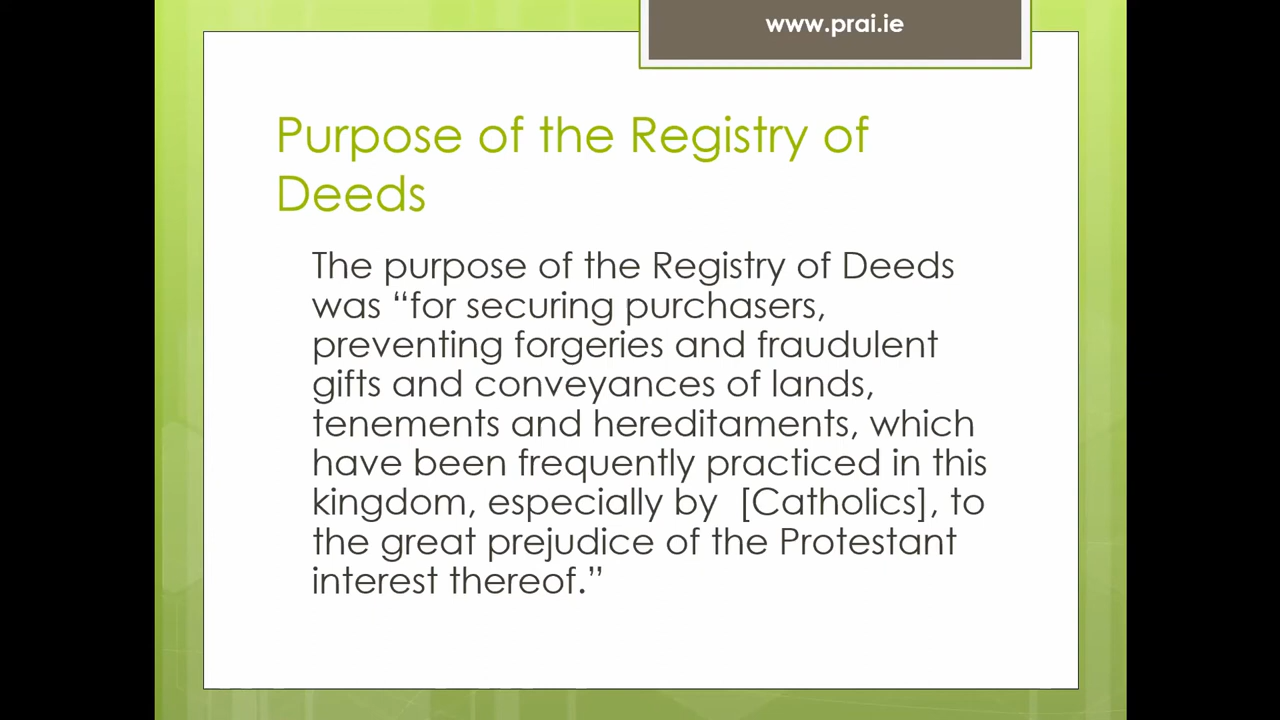 www.prai.ie
Purpose of the Registry of
Deeds
The purpose of the Registry of Deeds
was “for securing purchasers,
preventing forgeries and fraudulent
gifts and conveyances of lands,
tenements and hereditaments, which
have been frequently practiced in this
kingdom, especially by  [Catholics], to
the great prejudice of the Protestant
interest thereof.”